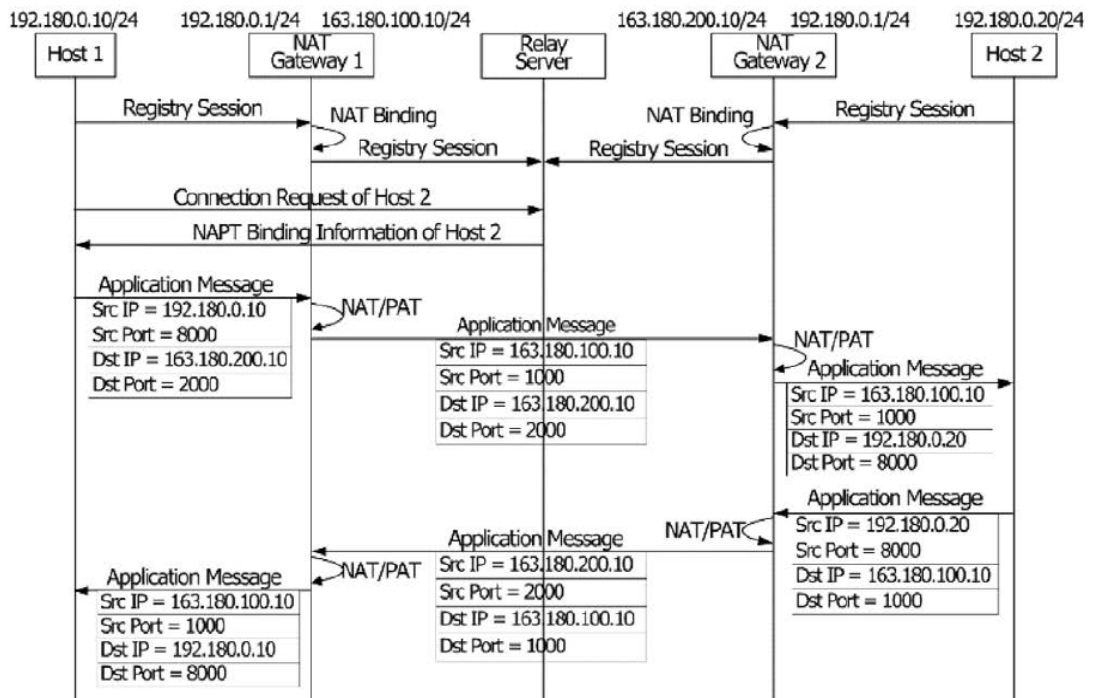 192.180.0.10/24 192.180.0.1/24 163.180.100.10/24 163.180.200.10/24 192.180.0.1/24 192.180.0.20/24
Host 1
NAT
Gateway 1
Relay
Server
NAT
Gateway 2
Host 2
Registry Session
NAT Binding
NAT Binding
Registry Session
Registry Session
Registry Session
Connection Request of Host 2
NAPT Binding Information of Host 2
Application Message
Src IP = 192.180.0.10
Src Port = 8000
Dst IP = 163.180.200.10
Dst Port = 2000
NAT/PAT
Application Message
Src IP = 163.180.100.10
Src Port = 1000
Dst IP = 163.180.200.10
Dst Port = 2000
NAT/PAT
Application Message
Src IP = 163.180.100.10
Src Port = 1000
Dst IP = 192.180.0.20
Dst Port = 8000
Application Message
Src IP = 192.180.0.20
Src Port = 8000
Dst IP = 163.180.100.10
Dst Port = 1000
NAT/PAT
Application Message
Src IP = 163.180.200.10
Src Port = 2000
Dst IP = 163.180.100.10
Dst Port = 1000
NAT/PAT
Application Message
Src IP = 163.180.100.10
Src Port = 1000
Dst IP = 192.180.0.10
Dst Port = 8000